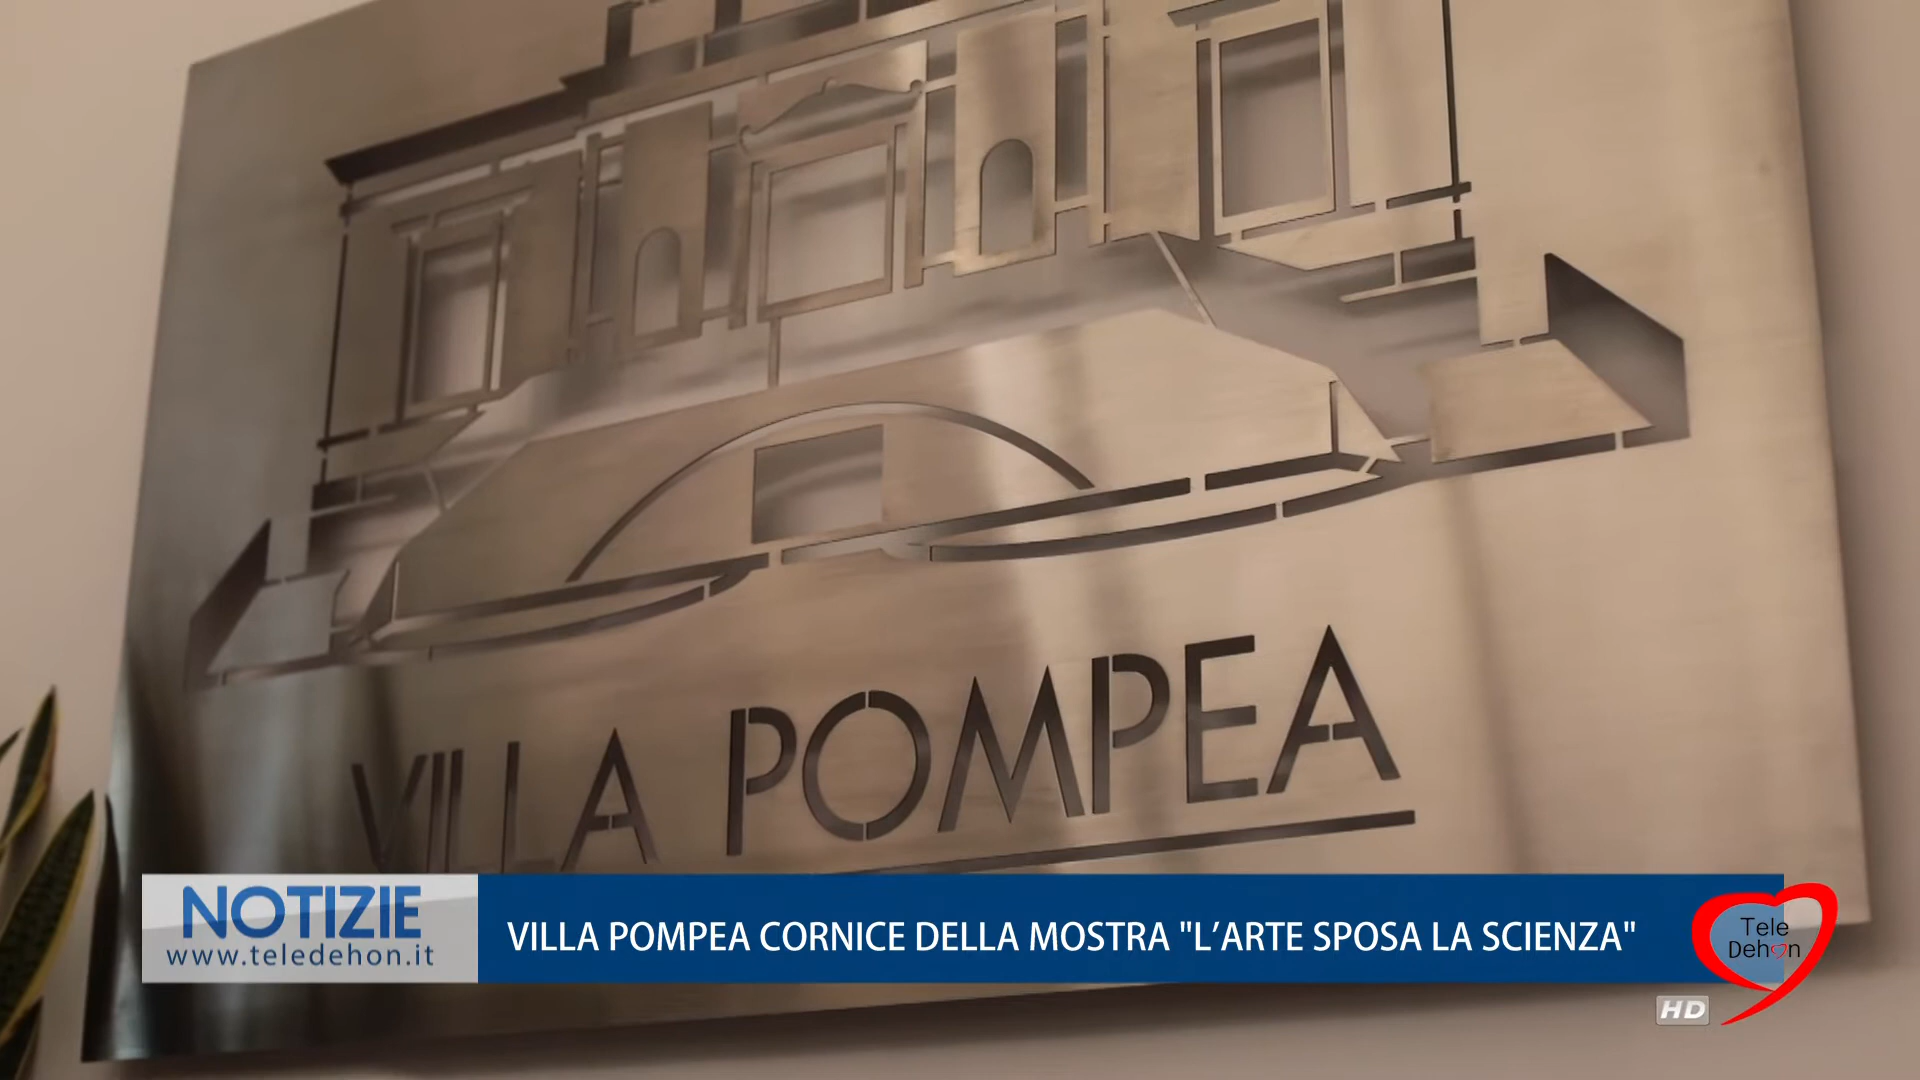 VILLA POMPEA
NOTIZIE
www.teledehon.it
VILLA POMPEA CORNICE DELLA MOSTRA "L’ARTE SPOSA LA SCIENZA"
Tele
Dehon
HD